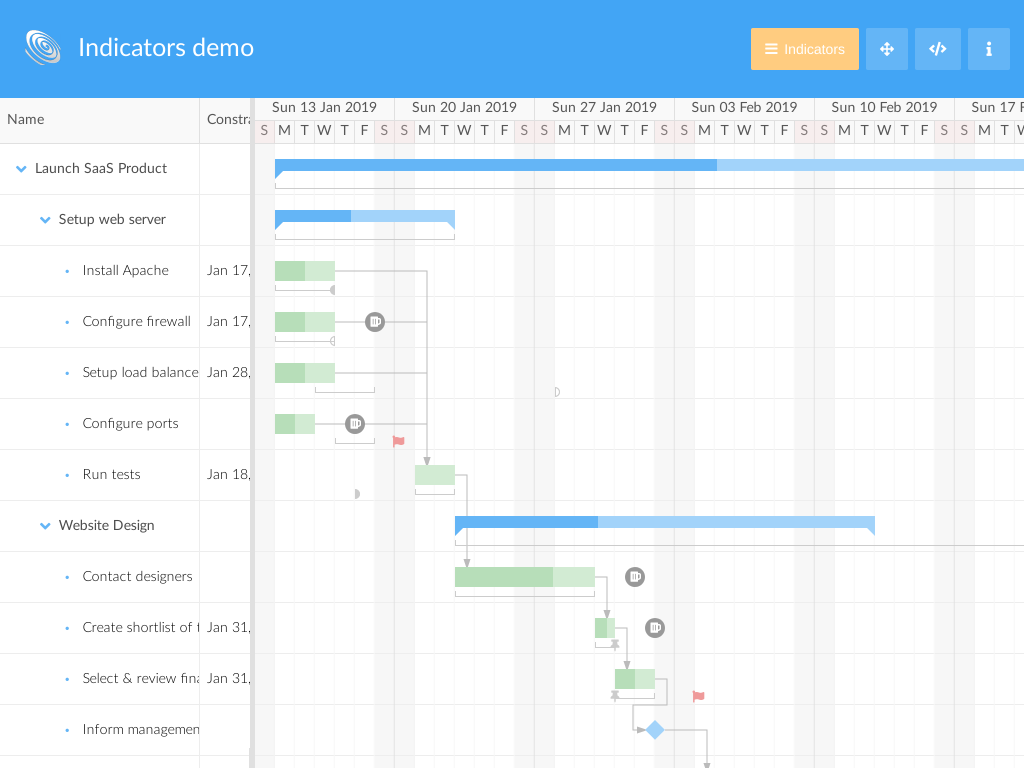 Indicators demo
Indicators
Name
Constra
Sun 13 Jan 2019 Sun 20 Jan 2019 Sun 27 Jan 2019 Sun 03 Feb 2019 Sun 10 Feb 2019 Sun 17 F
S M T W T F S S M T W T F S S M T W T F S S M T W T F S S M T W T F S S M T W
Launch SaaS Product
Setup web server
Install Apache Jan 17,
Configure firewall Jan 17,
Setup load balance Jan 28,
Configure ports
Run tests Jan 18,
Website Design
Contact designers
Create shortlist of t Jan 31,
Select & review fina Jan 31,
Inform managemen